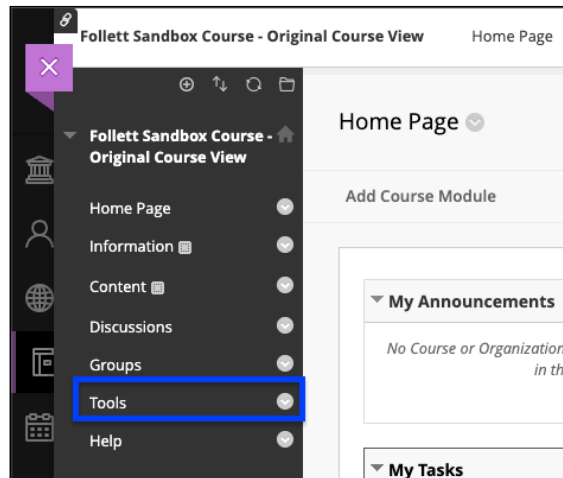 Follett Sandbox Course - Original Course View
Home Page
Follett Sandbox Course -
Original Course View
Home Page
Information
Content
Discussions
Groups
Tools
Help
Home Page
Add Course Module
My Announcements
No Course or Organization
in th
My Tasks